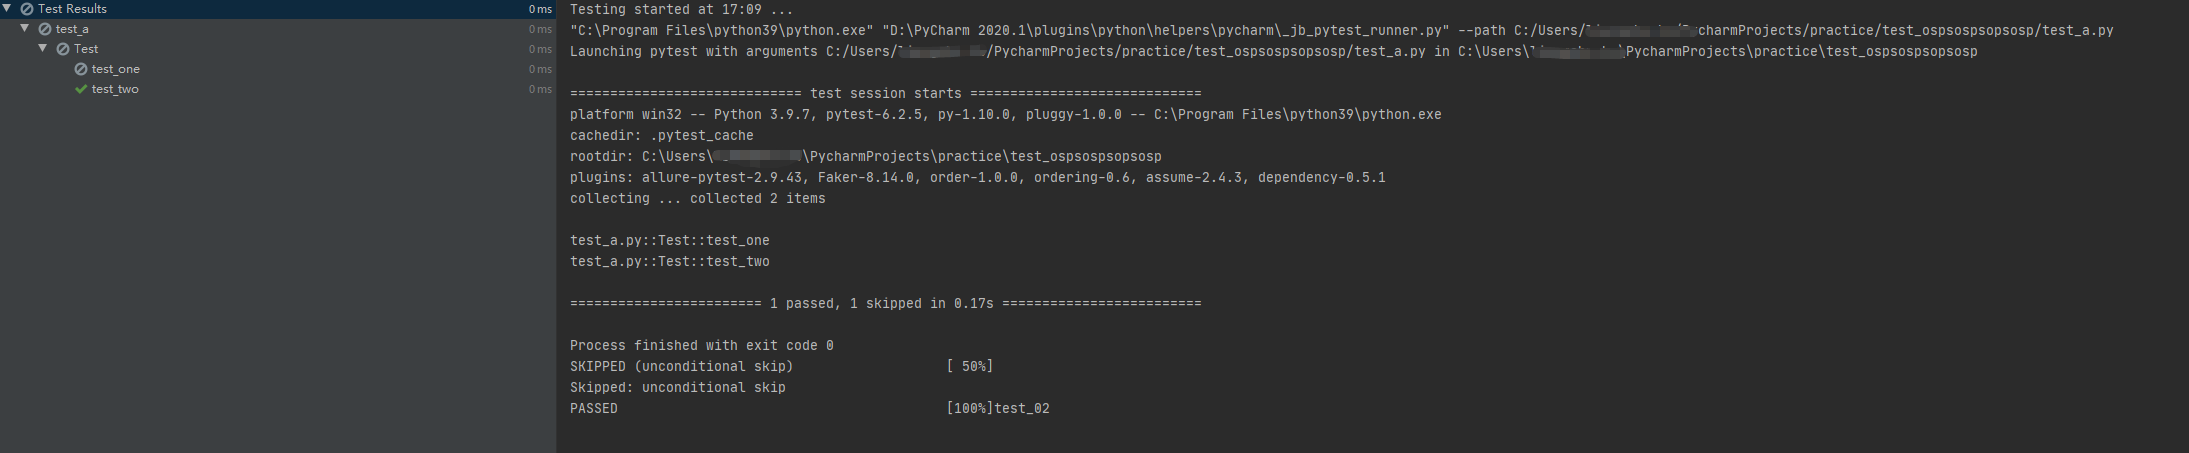 Test Results 0 ms
test_a 0 ms
Test 0 ms
test_one 0 ms
test_two 0 ms
Testing started at 17:09 ...
"C:\Program Files\python39\python.exe" "D:\PyCharm 2020.1\plugins\python\helpers\pycharm\_jb_pytest_runner.py" --path C:/Users/ PycharmProjects/practice/test_ospsospsopsosp/test_a.py
Launching pytest with arguments C:/Users/ /PycharmProjects/practice/test_ospsospsopsosp/test_a.py in C:\Users\ PycharmProjects\practice\test_ospsospsopsosp
============================= test session starts =============================
platform win32 -- Python 3.9.7, pytest-6.2.5, py-1.10.0, pluggy-1.0.0 -- C:\Program Files\python39\python.exe
cachedir: .pytest_cache
rootdir: C:\Users\ \PycharmProjects\practice\test_ospsospsopsosp
plugins: allure-pytest-2.9.43, Faker-8.14.0, order-1.0.0, ordering-0.6, assume-2.4.3, dependency-0.5.1
collecting ... collected 2 items
test_a.py::Test::test_one
test_a.py::Test::test_two
======================== 1 passed, 1 skipped in 0.17s =========================
Process finished with exit code 0
SKIPPED (unconditional skip) [ 50%]
Skipped: unconditional skip
PASSED [100%]test_02